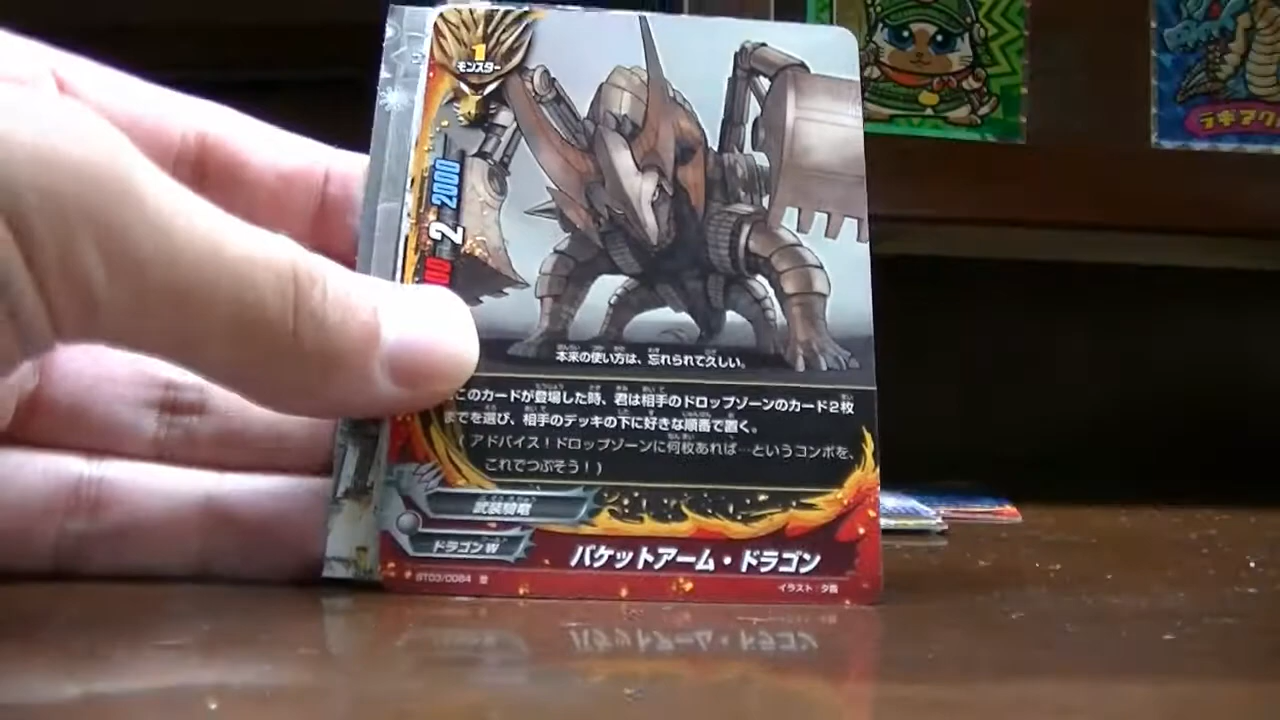 1
モンスター
2000
2
00
本来の使い方は、忘れられて久しい。
このカードが登場した時、君は相手のドロップゾーンのカード2枚
までを選び、相手のデッキの下に好きな順番で置く。
(アドバイス!ドロップゾーンに何枚あれば…というコンボを、
これでつぶそう!)
武装騎竜
ドラゴンW
バケットアーム・ドラゴン
BT03/0084 並
イラスト:夕霧
ラギアク